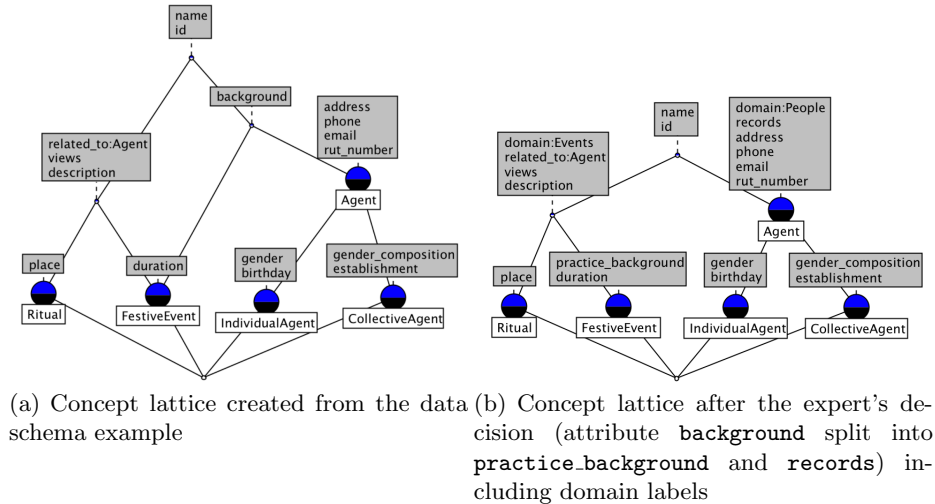 name
id
background
address
phone
email
rut_number
related_to:Agent
views
description
Agent
place
duration
gender
birthday
gender_composition
establishment
Ritual
FestiveEvent
IndividualAgent
CollectiveAgent
(a) Concept lattice created from the data
schema example
name
id
domain:People
records
address
phone
email
rut_number
domain:Events
related_to:Agent
views
description
Agent
place
practice_background
duration
gender
birthday
gender_composition
establishment
Ritual
FestiveEvent
IndividualAgent
CollectiveAgent
(b) Concept lattice after the expert's de-
cision (attribute background split into
practice_background and records) in-
cluding domain labels